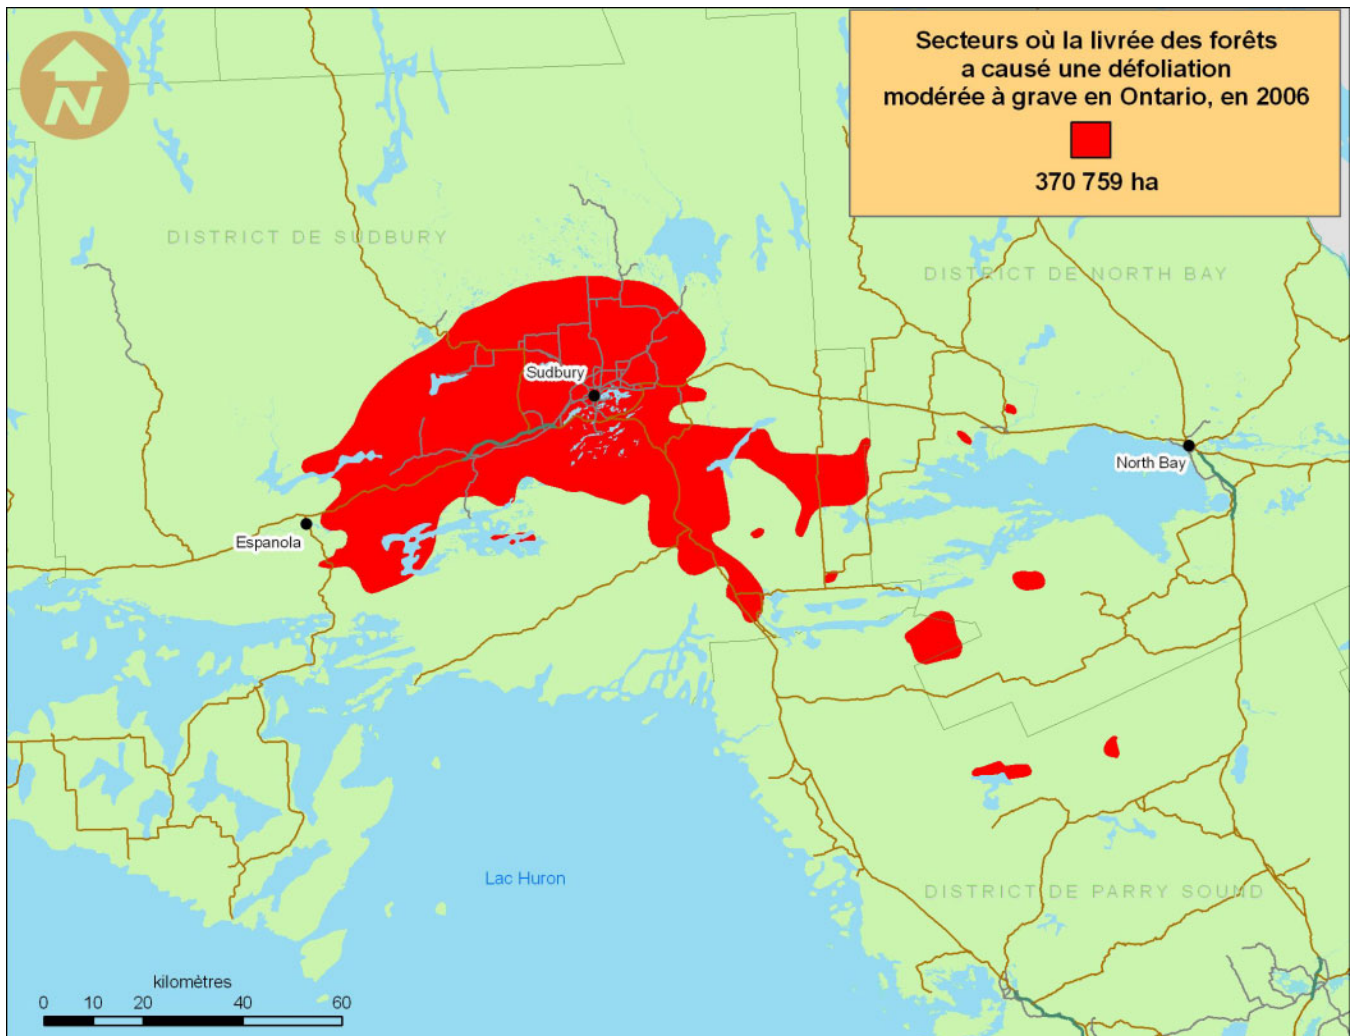 N
Secteurs où la livrée des forêts
a causé une défoliation
modérée à grave en Ontario, en 2006
370 759 ha
DISTRICT DE SUDBURY
DISTRICT DE NORTH BAY
Sudbury
North Bay
Espanola
Lac Huron
DISTRICT DE PARRY SOUND
kilomètres
0 10 20 40 60